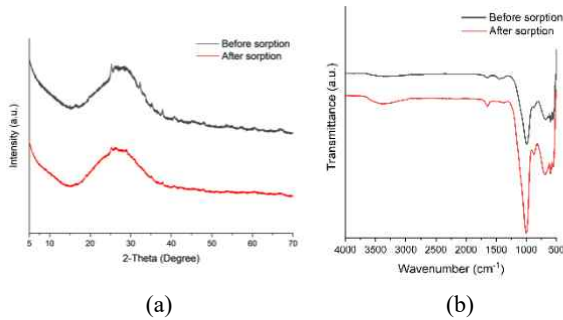 (a)
Before sorption
After sorption
Intensity (a.u.)
5 10 20 30 40 50 60 70
2-Theta (Degree)
(b)
Before sorption
After sorption
Transmittance (a.u.)
4000 3500 3000 2500 2000 1500 1000 500
Wavenumber (cm⁻¹)
(a) (b)